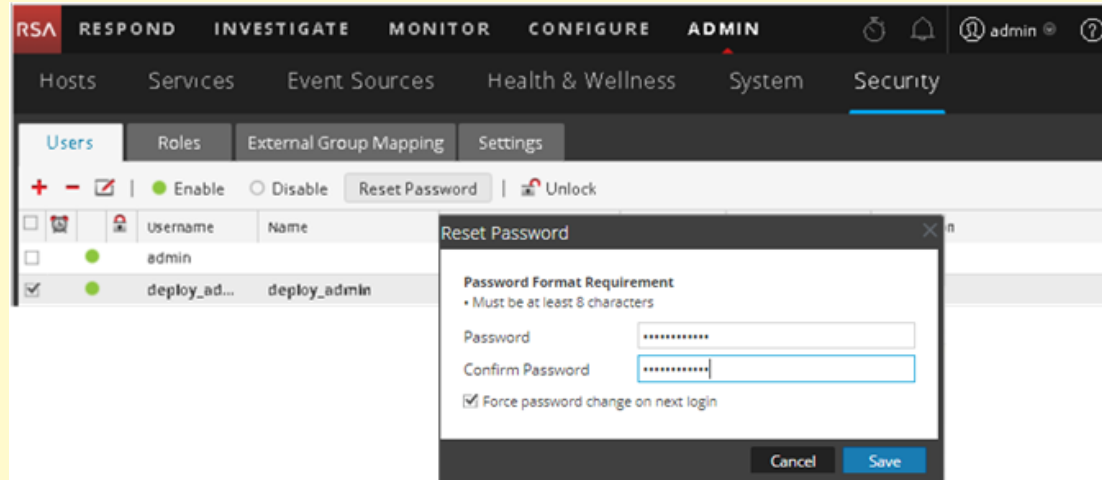 RSA RESPOND INVESTIGATE MONITOR CONFIGURE ADMIN admin
Hosts Services Event Sources Health & Wellness System Security
Users Roles External Group Mapping Settings
Enable Disable Reset Password Unlock
Username Name
admin
deploy_ad... deploy_admin
Reset Password
Password Format Requirement
• Must be at least 8 characters
Password ••••••••••••
Confirm Password ••••••••••••
Force password change on next login
Cancel Save